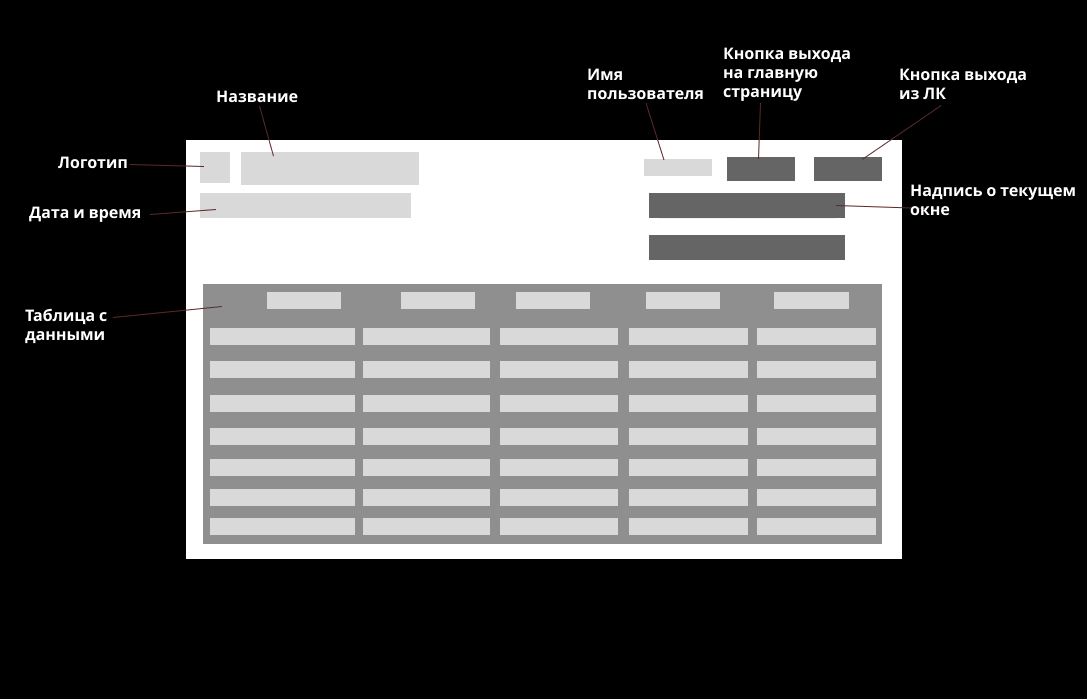 Кнопка выхода
на главную
страницу
Имя
пользователя
Кнопка выхода
из ЛК
Название
Логотип
Надпись о текущем
окне
Дата и время
Таблица с
данными